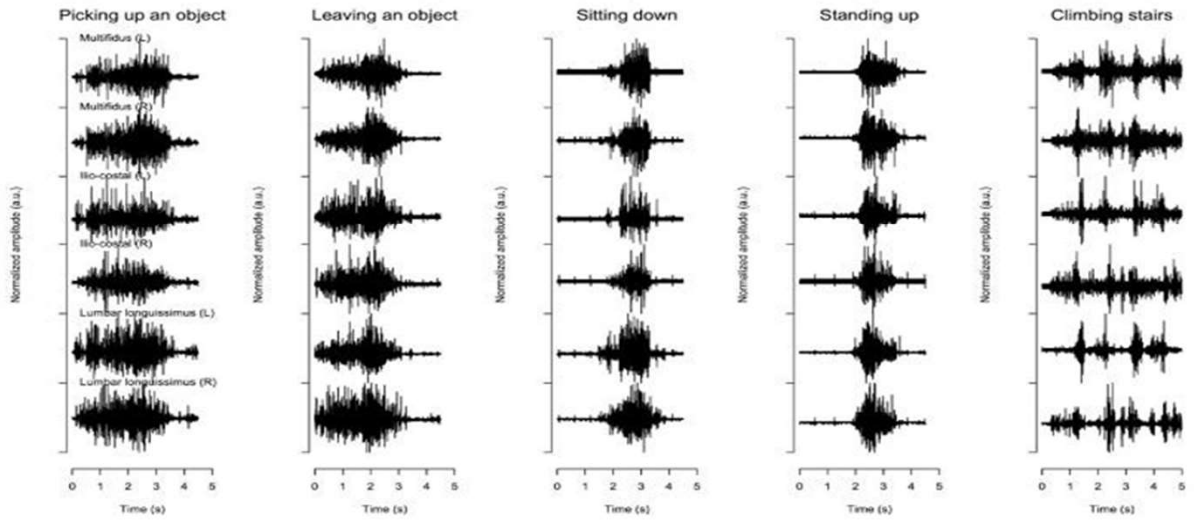 Picking up an object
Leaving an object
Sitting down
Standing up
Climbing stairs
Multifidus (L)
Multifidus (R)
Ilio-costal (L)
Ilio-costal (R)
Lumbar longuissimus (L)
Lumbar longuissimus (R)
Normalized amplitude (a.u.)
Normalized amplitude (a.u.)
Normalized amplitude (a.u.)
Normalized amplitude (a.u.)
Normalized amplitude (a.u.)
0 1 2 3 4 5
0 1 2 3 4 5
0 1 2 3 4 5
0 1 2 3 4 5
0 1 2 3 4 5
Time (s)
Time (s)
Time (s)
Time (s)
Time (s)